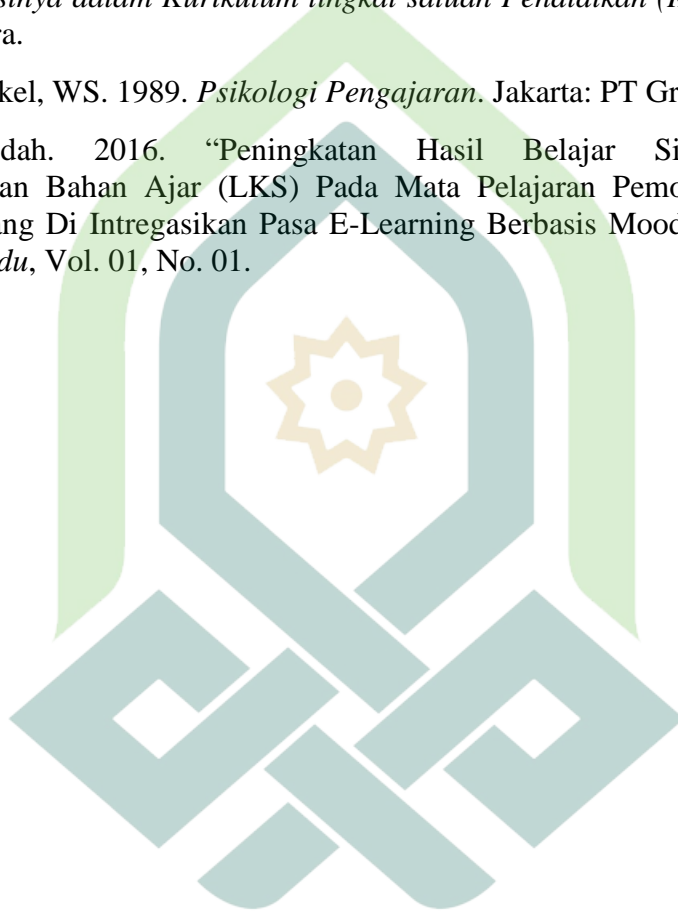 sinya dalam Kurikulum tingkat satuan Pendidikan (
ra.
kel, WS. 1989. Psikologi Pengajaran. Jakarta: PT Gr
dah. 2016. “Peningkatan Hasil Belajar Si
an Bahan Ajar (LKS) Pada Mata Pelajaran Pemo
ang Di Intregasikan Pasa E-Learning Berbasis Mood
du, Vol. 01, No. 01.